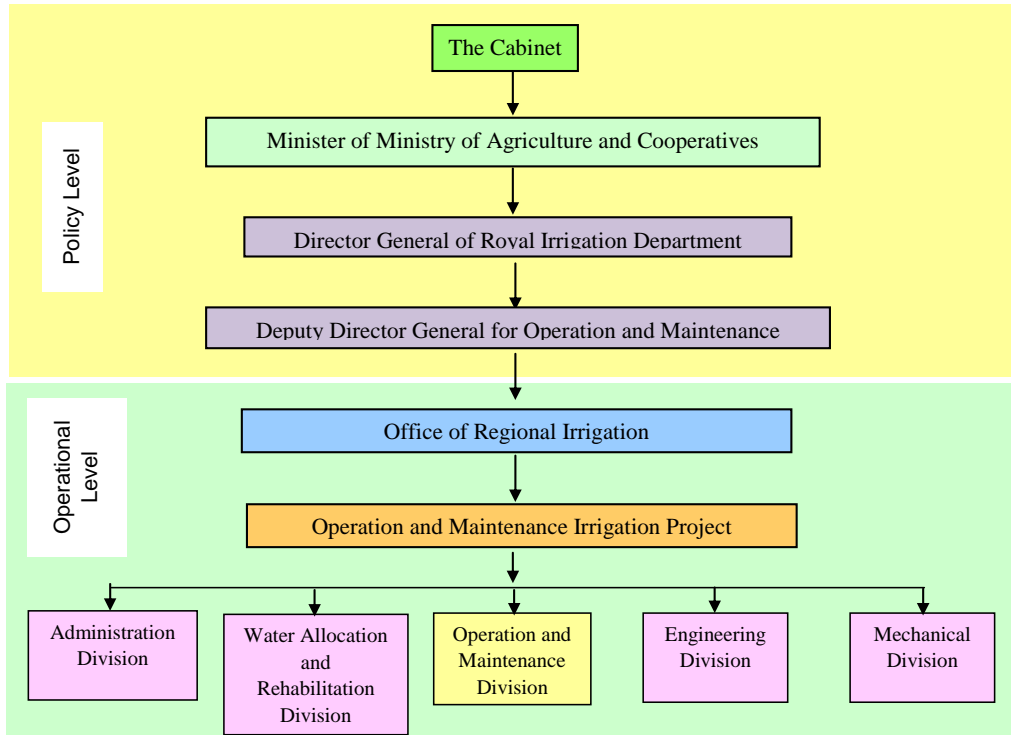 The Cabinet
Policy Level
Minister of Ministry of Agriculture and Cooperatives
Director General of Royal Irrigation Department
Deputy Director General for Operation and Maintenance
Operational
Level
Office of Regional Irrigation
Operation and Maintenance Irrigation Project
Administration
Division
Water Allocation
and
Rehabilitation
Division
Operation and
Maintenance
Division
Engineering
Division
Mechanical
Division